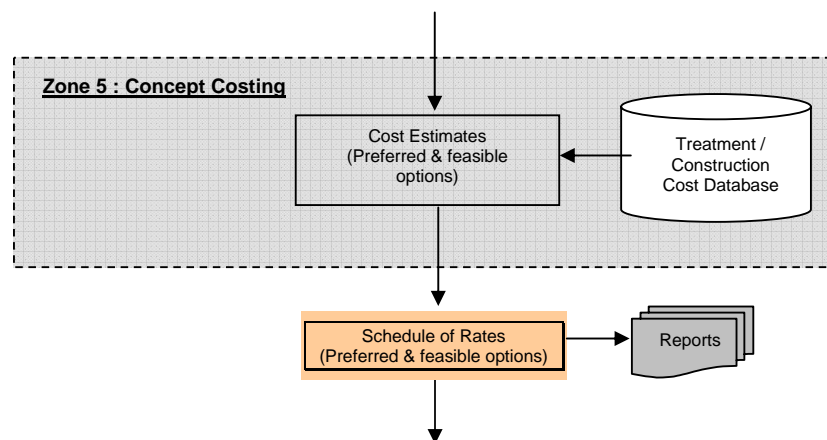 Zone 5 : Concept Costing
Cost Estimates
(Preferred & feasible
options)
Treatment /
Construction
Cost Database
Schedule of Rates
(Preferred & feasible options)
Reports